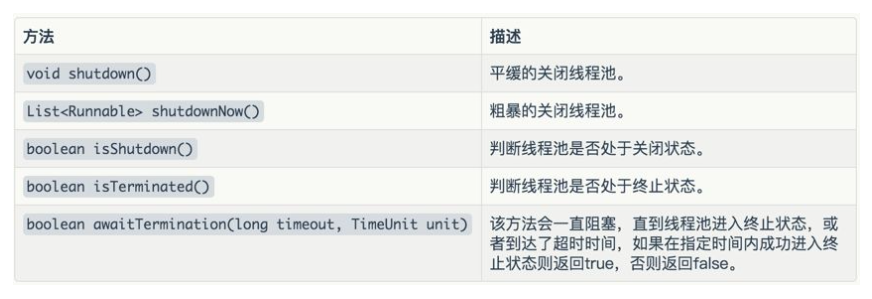 方法 描述
void shutdown() 平缓的关闭线程池。
List<Runnable> shutdownNow() 粗暴的关闭线程池。
boolean isShutdown() 判断线程池是否处于关闭状态。
boolean isTerminated() 判断线程池是否处于终止状态。
boolean awaitTermination(long timeout, TimeUnit unit) 该方法会一直阻塞，直到线程池进入终止状态，或
者到达了超时时间，如果在指定时间内成功进入终
止状态则返回true，否则返回false。